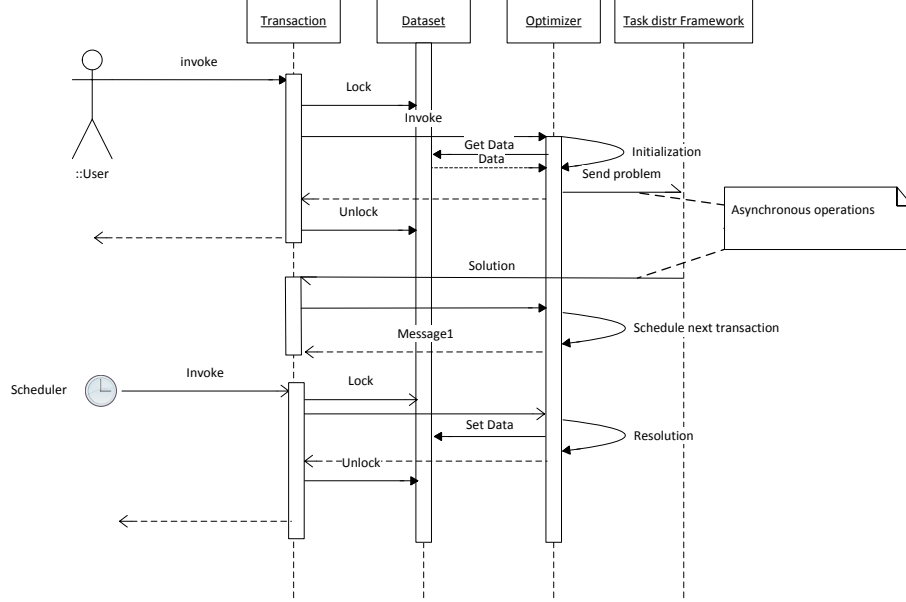 Transaction
Dataset
Optimizer
Task distr Framework
invoke
Lock
Invoke
Get Data
Initialization
Data
::User
Send problem
Asynchronous operations
Unlock
Solution
Schedule next transaction
Message1
Invoke
Lock
Scheduler
Set Data
Resolution
Unlock